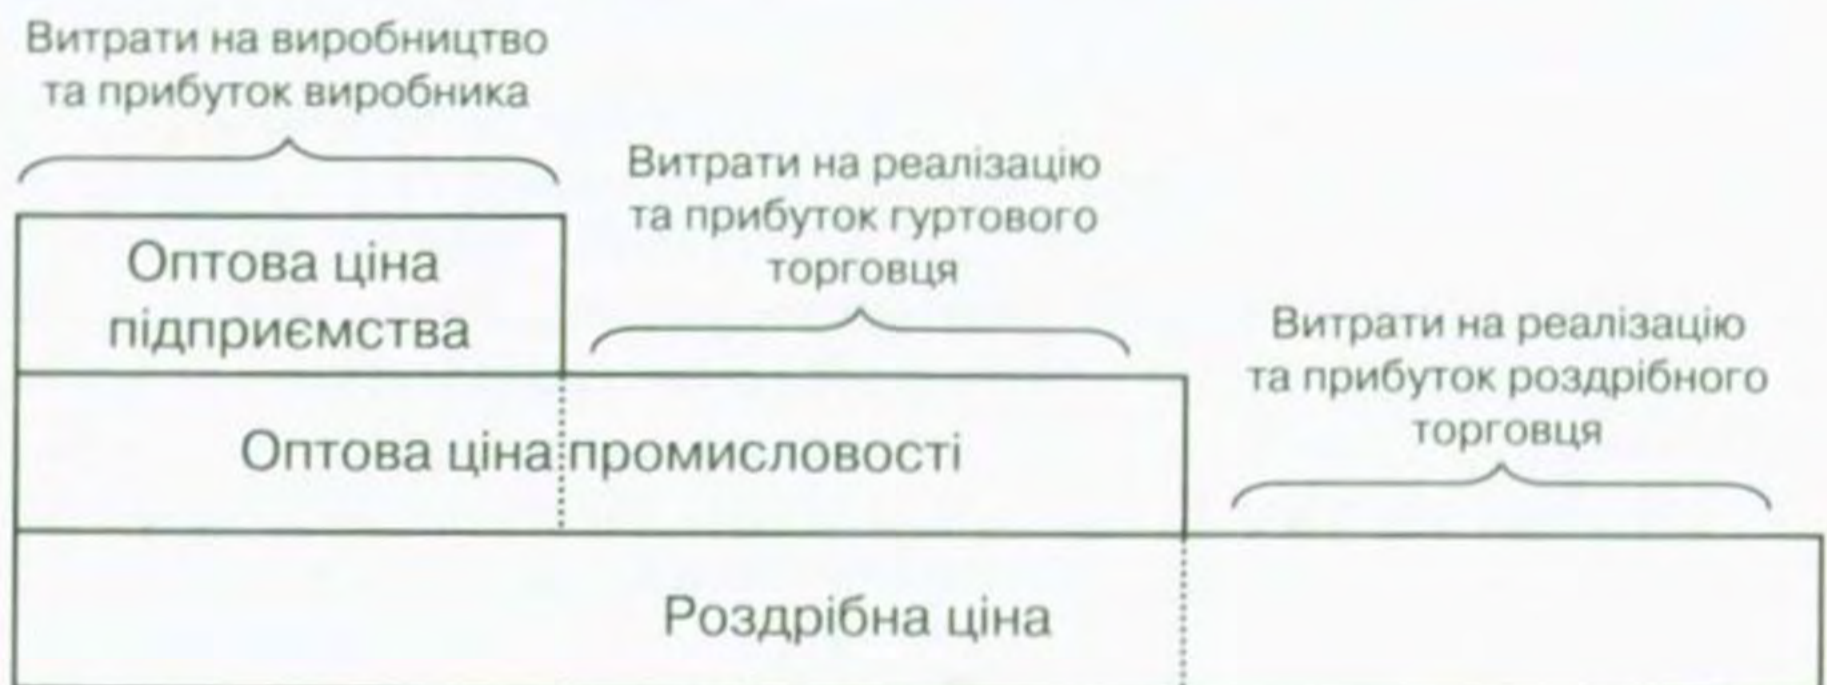 Витрати на виробництво
та прибуток виробника
Витрати на реалізацію
та прибуток гуртового
торговця
Оптова ціна
підприємства
Витрати на реалізацію
та прибуток роздрібного
торговця
Оптова ціна промисловості
Роздрібна ціна